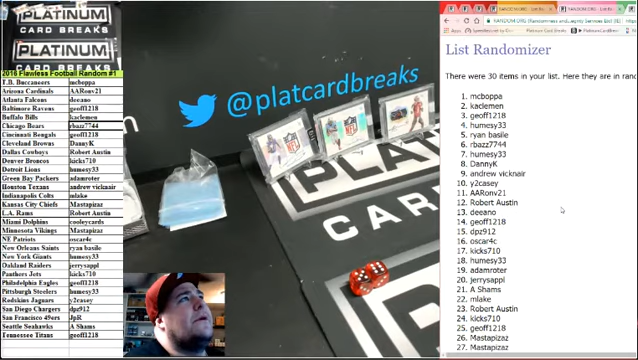 PLATINUM
CARD BREAKS
PLATINUM
CARD BREAKS
2016 Flawless Football Random #1
T.B. Buccaneers mcboppa
Arizona Cardinals AARonv21
Atlanta Falcons deeano
Baltimore Ravens geoff1218
Buffalo Bills kaclemen
Chicago Bears rbazz7744
Cincinnati Bengals geoff1218
Cleveland Browns DannyK
Dallas Cowboys Robert Austin
Denver Broncos kicks710
Detroit Lions humesy33
Green Bay Packers adamroter
Houston Texans andrew vicknair
Indianapolis Colts mlake
Kansas City Chiefs Mastapizaz
L.A. Rams Robert Austin
Miami Dolphins cooleycards
Minnesota Vikings Mastapizaz
NE Patriots oscar4c
New Orleans Saints ryan basile
New York Giants humesy33
Oakland Raiders jerrysappl
Panthers Jets kicks710
Philadelphia Eagles geoff1218
Pittsburgh Steelers humesy33
Redskins Jaguars y2casey
San Diego Chargers dpz912
San Francisco 49ers JpR
Seattle Seahawks A Shams
Tennessee Titans geoff1218
@platcardbreaks
NFL
NFL
PLATINUM
CAR
P
List Randomizer
There were 30 items in your list. Here they are in rand
1. mcboppa
2. kaclemen
3. geoff1218
4. humesy33
5. ryan basile
6. rbazz7744
7. humesy33
8. DannyK
9. andrew vicknair
10. y2casey
11. AARonv21
12. Robert Austin
13. deeano
14. geoff1218
15. dpz912
16. oscar4c
17. kicks710
18. humesy33
19. adamroter
20. jerrysappl
21. A Shams
22. mlake
23. Robert Austin
24. kicks710
25. geoff1218
26. Mastapizaz
27. Mastapizaz